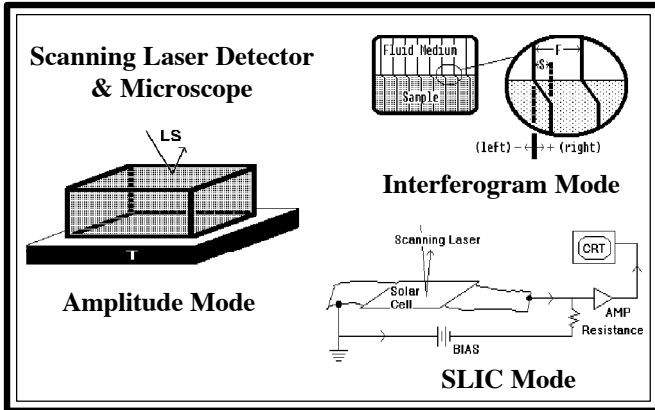 Scanning Laser Detector
& Microscope
LS
T
Amplitude Mode
Fluid Medium
Sample
F
S
(left) - + (right)
Interferogram Mode
Scanning Laser
CRT
Solar
Cell
AMP
Resistance
BIAS
SLIC Mode